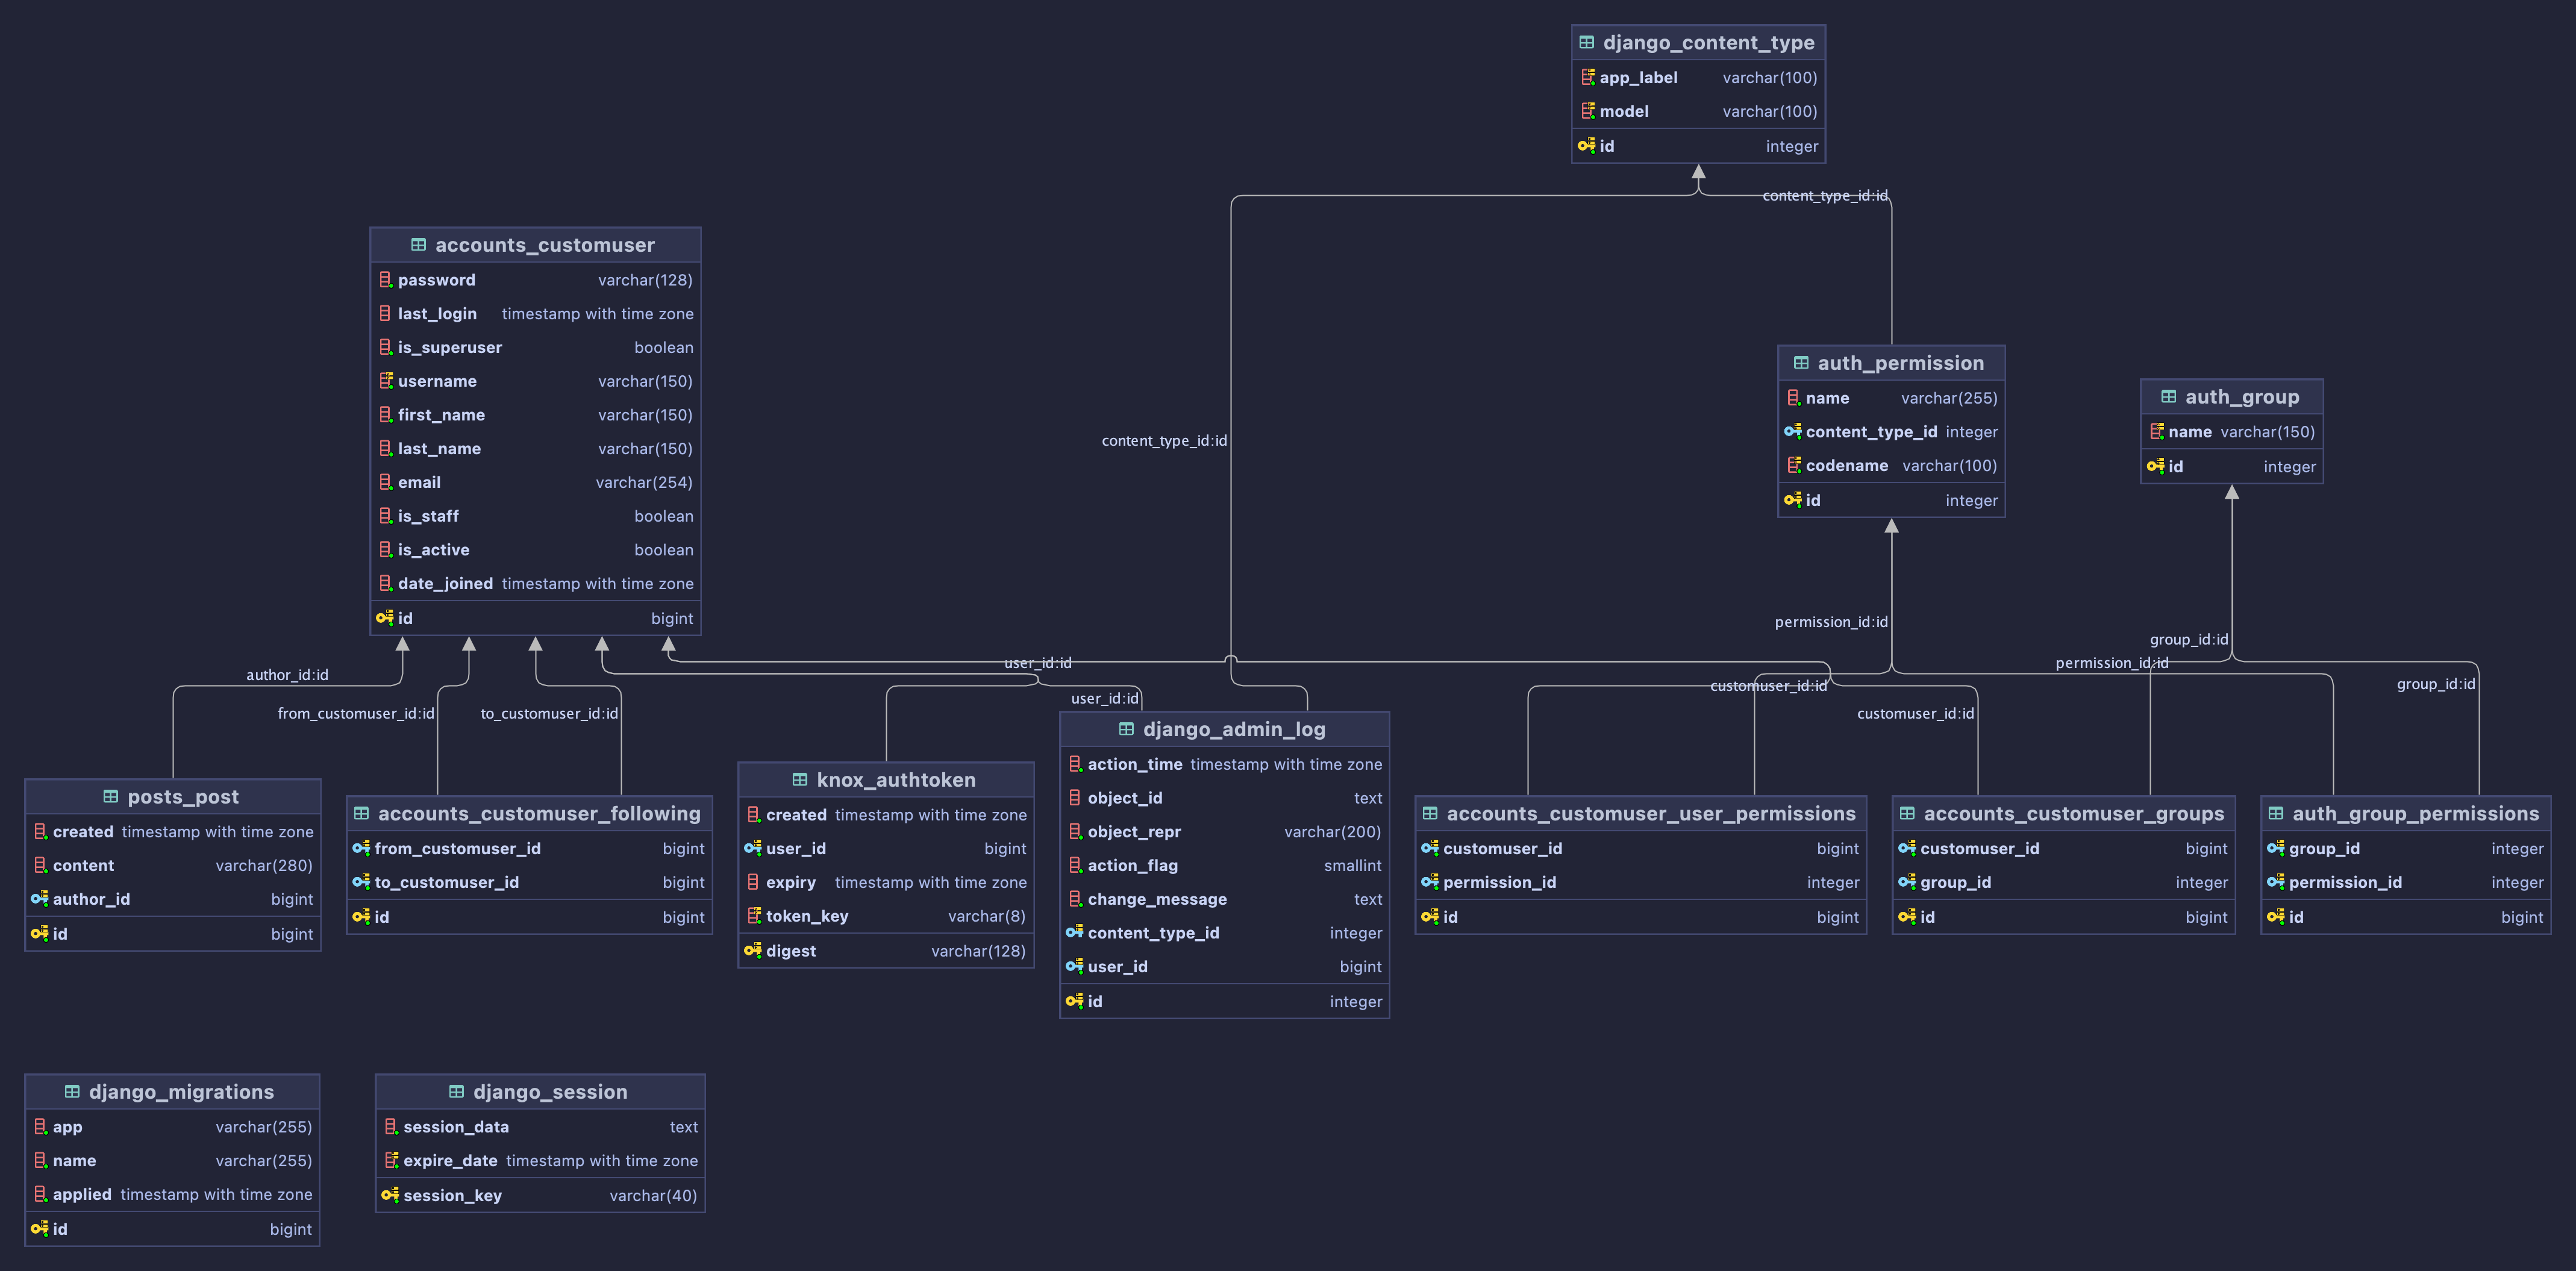 django_content_type
app_label varchar(100)
model varchar(100)
id integer
content_type_id:id
accounts_customuser
password varchar(128)
last_login timestamp with time zone
is_superuser boolean
username varchar(150)
first_name varchar(150)
last_name varchar(150)
email varchar(254)
is_staff boolean
is_active boolean
date_joined timestamp with time zone
id bigint
content_type_id:id
auth_permission
name varchar(255)
content_type_id integer
codename varchar(100)
id integer
auth_group
name varchar(150)
id integer
author_id:id
from_customuser_id:id
to_customuser_id:id
user_id:id
user_id:id
permission_id:id
customuser_id:id
customuser_id:id
group_id:id
permission_id:id
group_id:id
posts_post
created timestamp with time zone
content varchar(280)
author_id bigint
id bigint
accounts_customuser_following
from_customuser_id bigint
to_customuser_id bigint
id bigint
knox_authtoken
created timestamp with time zone
user_id bigint
expiry timestamp with time zone
token_key varchar(8)
digest varchar(128)
django_admin_log
action_time timestamp with time zone
object_id text
object_repr varchar(200)
action_flag smallint
change_message text
content_type_id integer
user_id bigint
id integer
accounts_customuser_user_permissions
customuser_id bigint
permission_id integer
id bigint
accounts_customuser_groups
customuser_id bigint
group_id integer
id bigint
auth_group_permissions
group_id integer
permission_id integer
id bigint
django_migrations
app varchar(255)
name varchar(255)
applied timestamp with time zone
id bigint
django_session
session_data text
expire_date timestamp with time zone
session_key varchar(40)